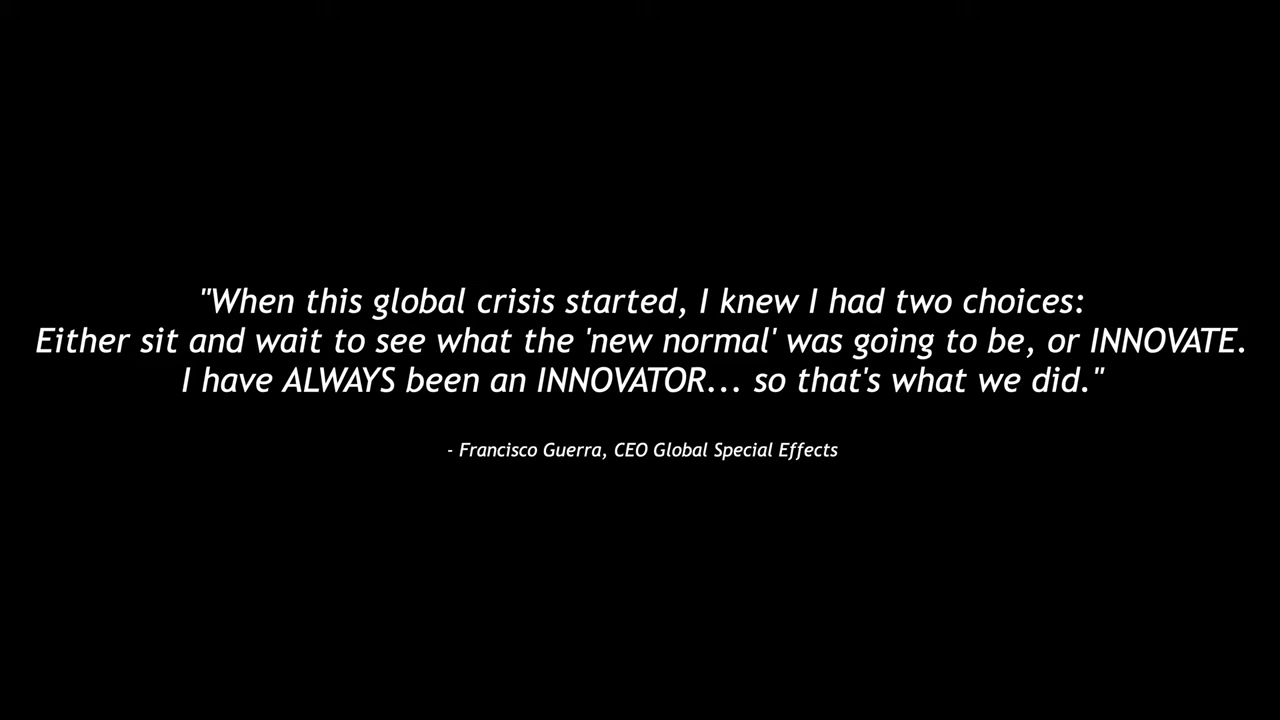 "When this global crisis started, I knew I had two choices:
Either sit and wait to see what the 'new normal' was going to be, or INNOVATE.
I have ALWAYS been an INNOVATOR... so that's what we did."
- Francisco Guerra, CEO Global Special Effects